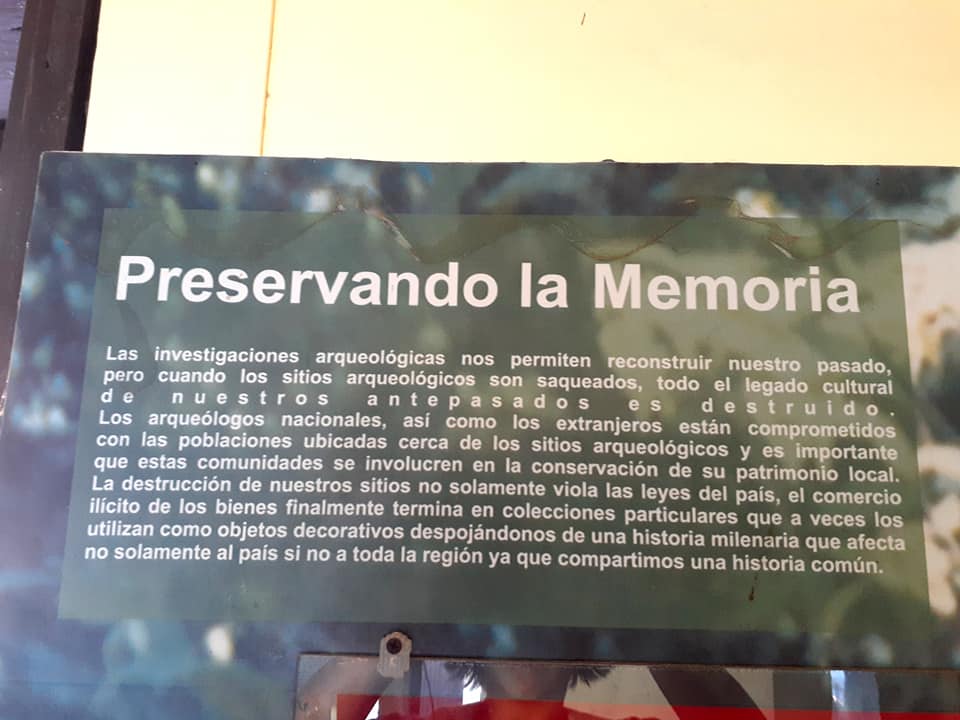 Preservando la Memoria
Las investigaciones arqueológicas nos permiten reconstruir nuestro pasado,
pero cuando los sitios arqueológicos son saqueados, todo el legado cultural
de nuestros antepasados es destruido.
Los arqueólogos nacionales, así como los extranjeros están comprometidos
con las poblaciones ubicadas cerca de los sitios arqueológicos y es importante
que estas comunidades se involucren en la conservación de su patrimonio local.
La destrucción de nuestros sitios no solamente viola las leyes del país, el comercio
ilícito de los bienes finalmente termina en colecciones particulares que a veces los
utilizan como objetos decorativos despojándonos de una historia milenaria que afecta
no solamente al país si no a toda la región ya que compartimos una historia común.